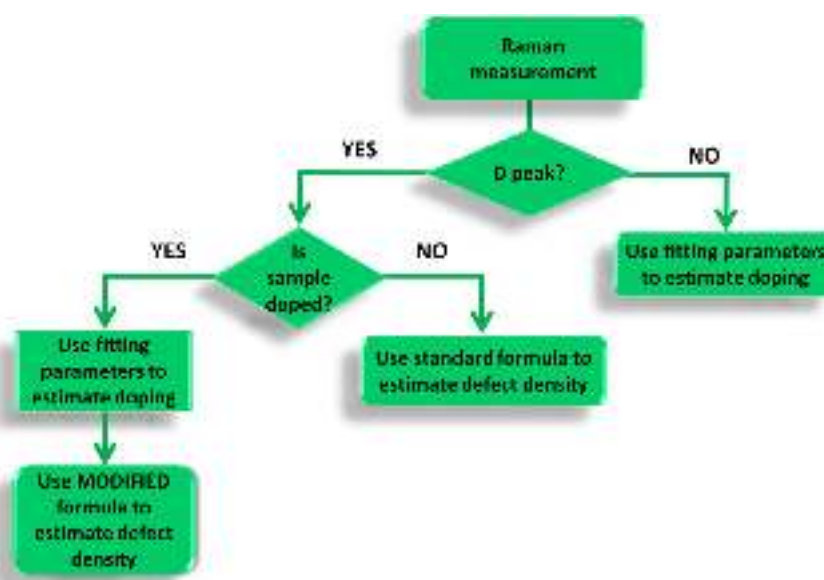 Raman
measurement
YES
D peak?
NO
YES
Is
sample
doped?
NO
Use fitting parameters
to estimate doping
Use fitting
parameters to
estimate doping
Use standard formula to
estimate defect density
Use MODIFIED
formula to
estimate defect
density